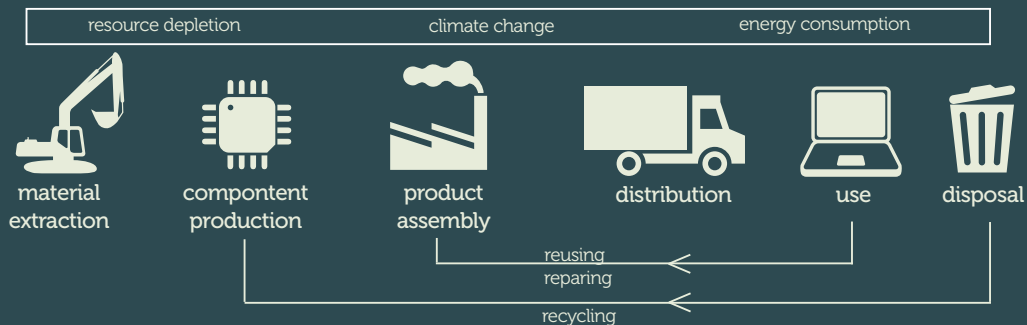 resource depletion climate change energy consumption
material extraction
compontent production
product assembly
distribution
use
disposal
reusing
reparing
recycling